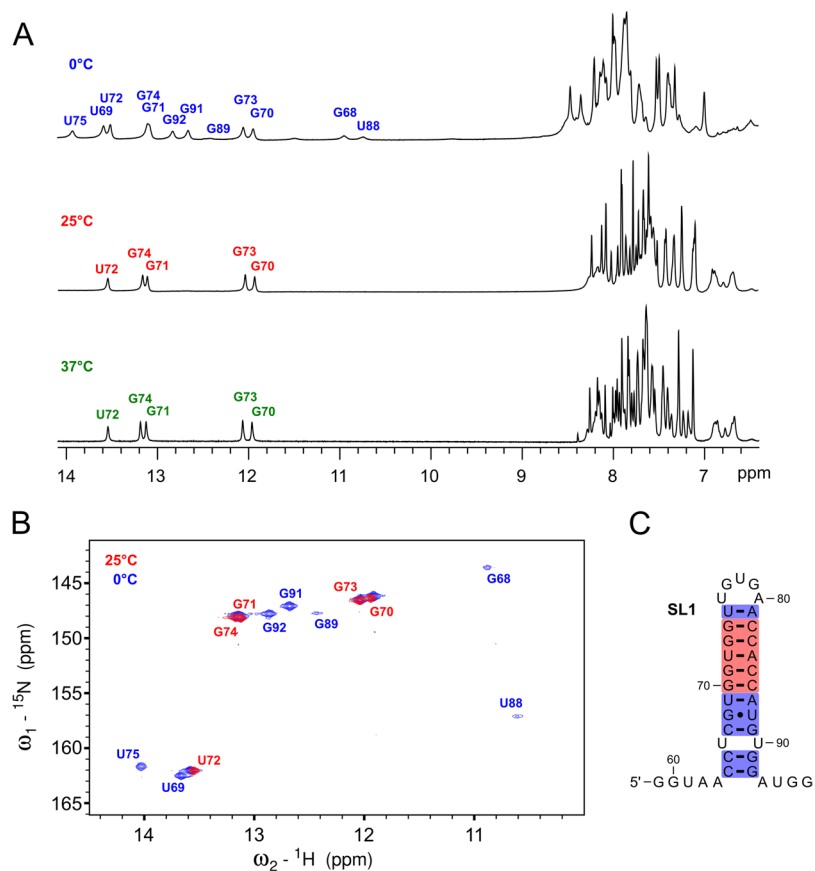 A
0°C
U75
U69
U72
G74
G71
G92
G91
G89
G73
G70
G68
U88
25°C
U72
G74
G71
G73
G70
37°C
U72
G74
G71
G73
G70
14 13 12 11 10 9 8 7 ppm
B
25°C
0°C
G68
G71
G91
G73
G74
G92
G89
G70
U88
U75
U72
U69
145
150
155
160
165
ω1 - 15N (ppm)
14 13 12 11
ω2 - 1H (ppm)
C
SL1
G U G
U A 80
U A
G C
G C
U A
G C
70 G C
U A
G • U
C G
U U 90
60
C G
C G
5'–G G U A A A U G G